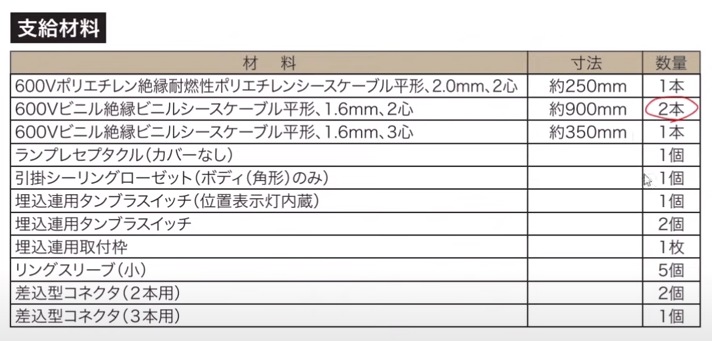 支給材料
材 料 寸法 数量
600Vポリエチレン絶縁耐燃性ポリエチレンシースケーブル平形、2.0mm、2心 約250mm 1本
600Vビニル絶縁ビニルシースケーブル平形、1.6mm、2心 約900mm 2本
600Vビニル絶縁ビニルシースケーブル平形、1.6mm、3心 約350mm 1本
ランプレセプタクル(カバーなし) 1個
引掛シーリングローゼット(ボディ(角形)のみ) 1個
埋込連用タンブラスイッチ(位置表示灯内蔵) 1個
埋込連用タンブラスイッチ 2個
埋込連用取付枠 1枚
リングスリーブ(小) 5個
差込型コネクタ(2本用) 2個
差込型コネクタ(3本用) 1個